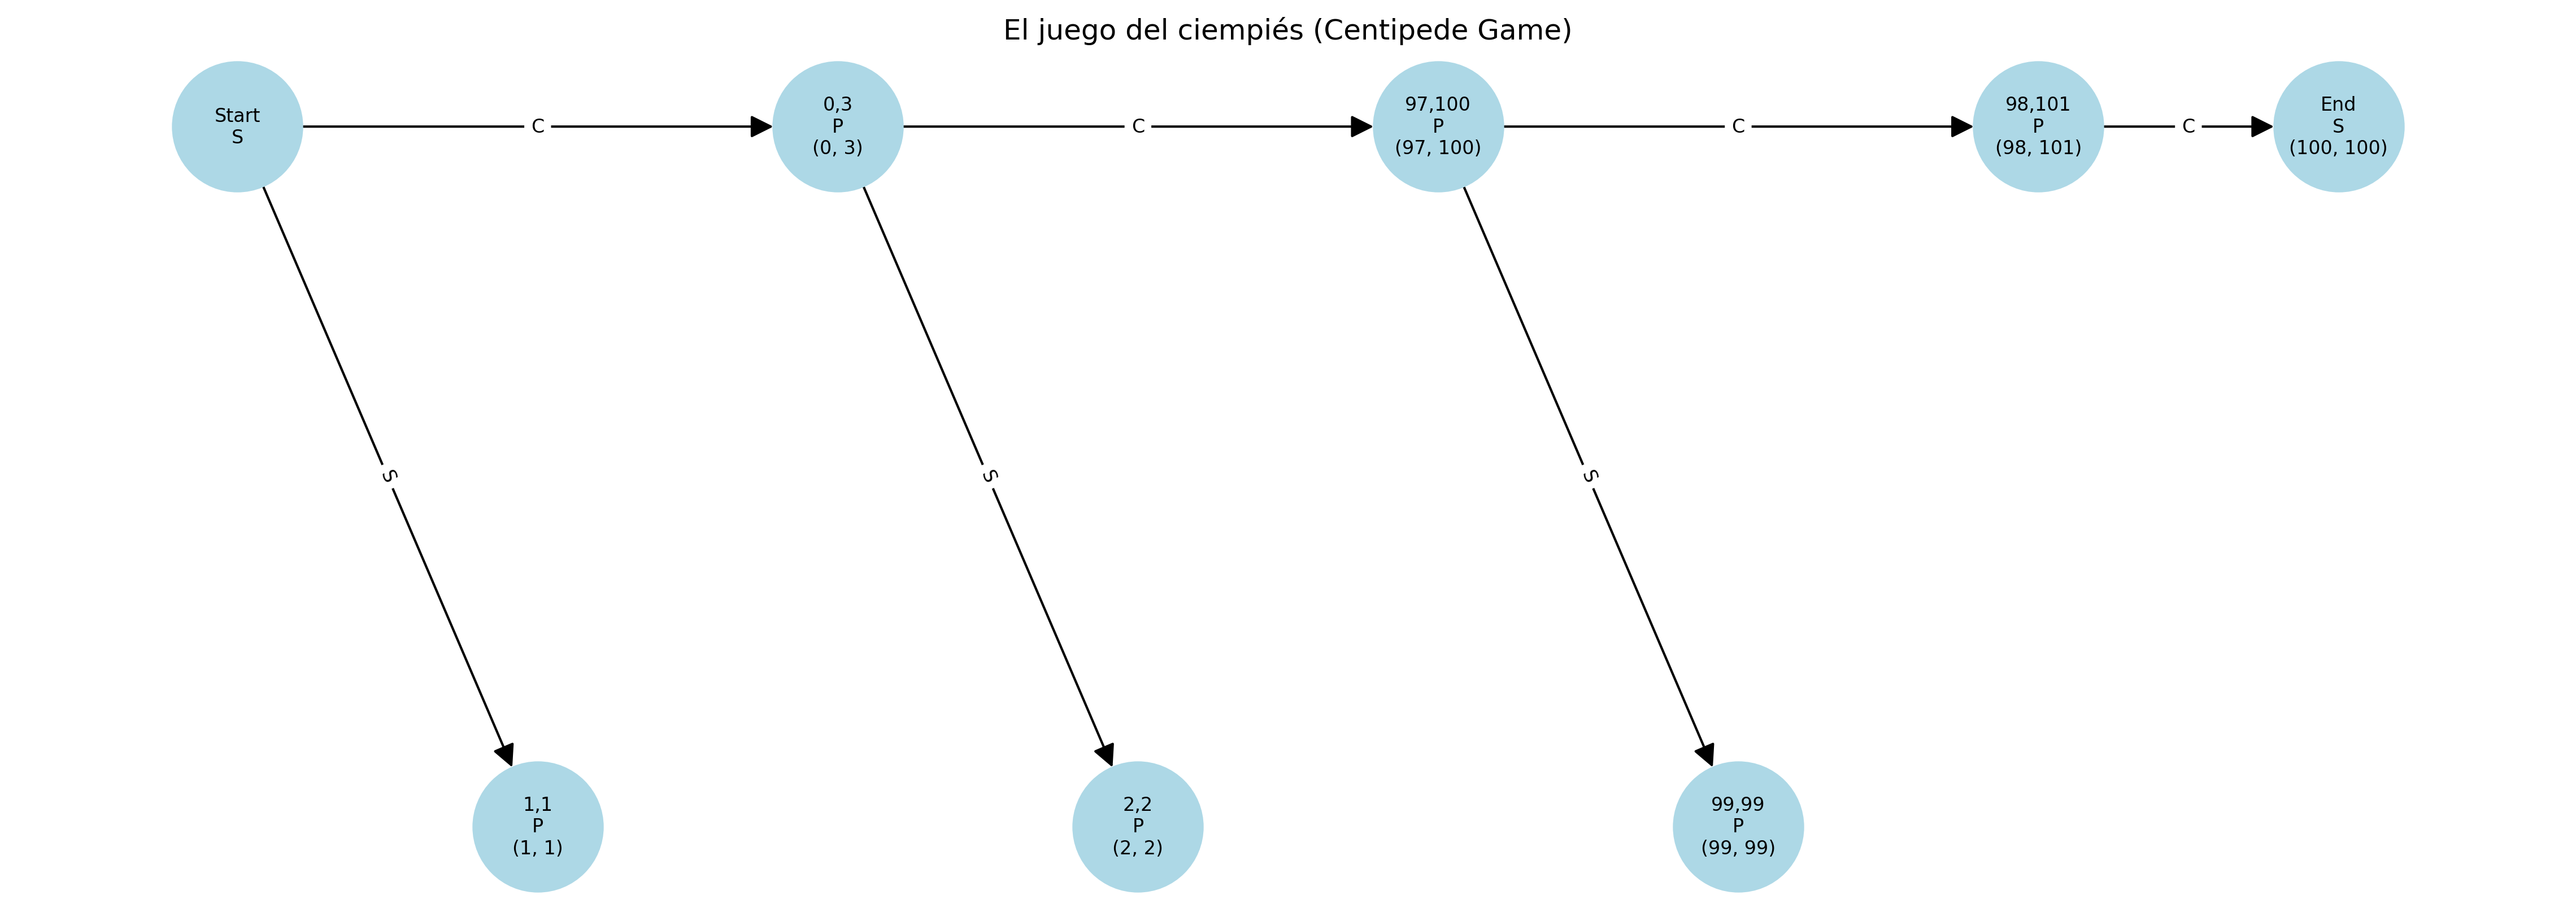 El juego del ciempiés (Centipede Game)
Start
S
C
0,3
P
(0, 3)
C
97,100
P
(97, 100)
C
98,101
P
(98, 101)
C
End
S
(100, 100)
S
S
S
1,1
P
(1, 1)
2,2
P
(2, 2)
99,99
P
(99, 99)